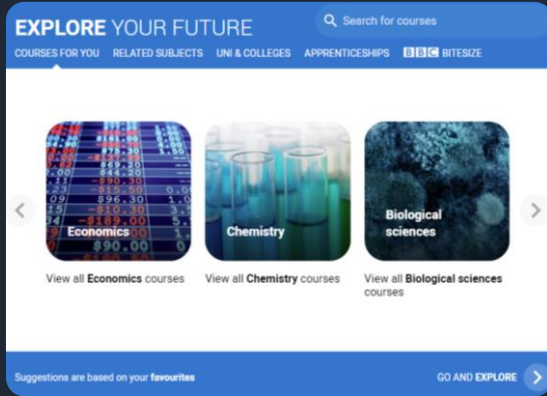 EXPLORE YOUR FUTURE
Search for courses
COURSES FOR YOU RELATED SUBJECTS UNI & COLLEGES APPRENTICESHIPS BBC BITESIZE
Economics
Chemistry
Biological
sciences
View all Economics courses
View all Chemistry courses
View all Biological sciences
courses
Suggestions are based on your favourites
GO AND EXPLORE